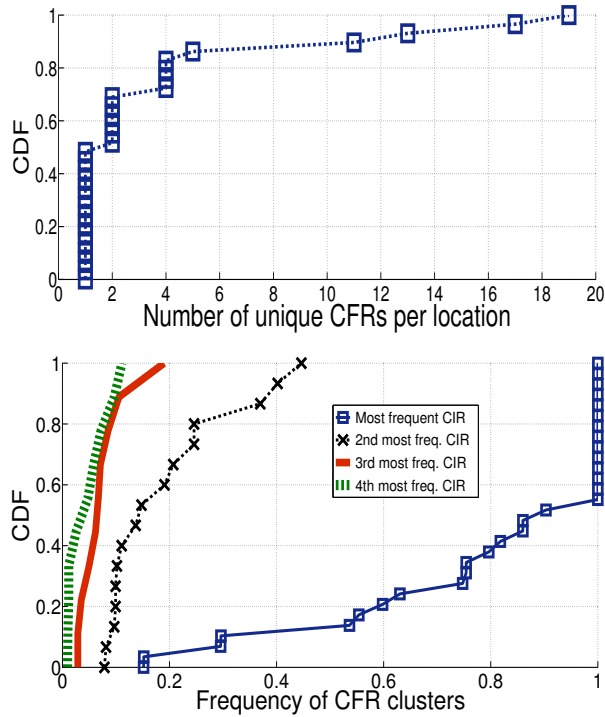 1
0.8
0.6
0.4
0.2
0
CDF
0 2 4 6 8 10 12 14 16 18 20
Number of unique CFRs per location
1
0.8
0.6
0.4
0.2
0
CDF
Most frequent CIR
2nd most freq. CIR
3rd most freq. CIR
4th most freq. CIR
0 0.2 0.4 0.6 0.8 1
Frequency of CFR clusters